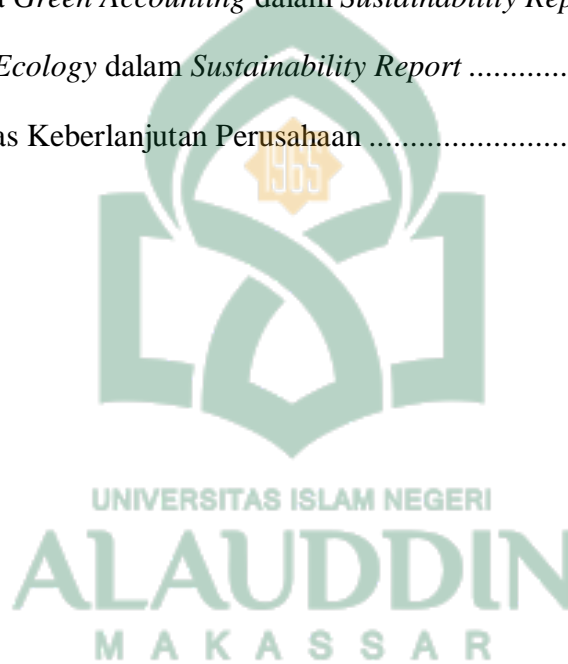 Green Accounting dalam Sustainability Rep
Ecology dalam Sustainability Report ..............
as Keberlanjutan Perusahaan .........................
1965
UNIVERSITAS ISLAM NEGERI
ALAUDDIN
MAKASSAR